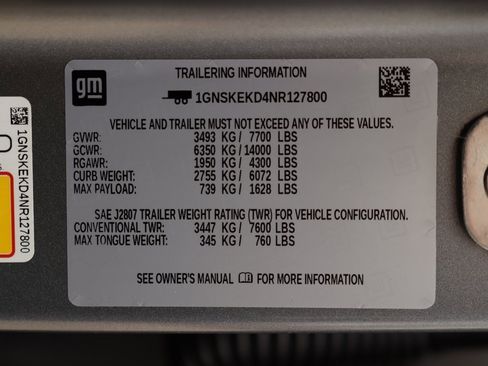 gm
TRAILERING INFORMATION
1GNSKEKD4NR127800
VEHICLE AND TRAILER MUST NOT EXCEED ANY OF THESE VALUES.
GVWR: 3493 KG / 7700 LBS
GCWR: 6350 KG / 14000 LBS
RGAWR: 1950 KG / 4300 LBS
CURB WEIGHT: 2755 KG / 6072 LBS
MAX PAYLOAD: 739 KG / 1628 LBS
SAE J2807 TRAILER WEIGHT RATING (TWR) FOR VEHICLE CONFIGURATION.
CONVENTIONAL TWR: 3447 KG / 7600 LBS
MAX TONGUE WEIGHT: 345 KG / 760 LBS
SEE OWNER'S MANUAL FOR MORE INFORMATION
1GNSKEKD4NR127800